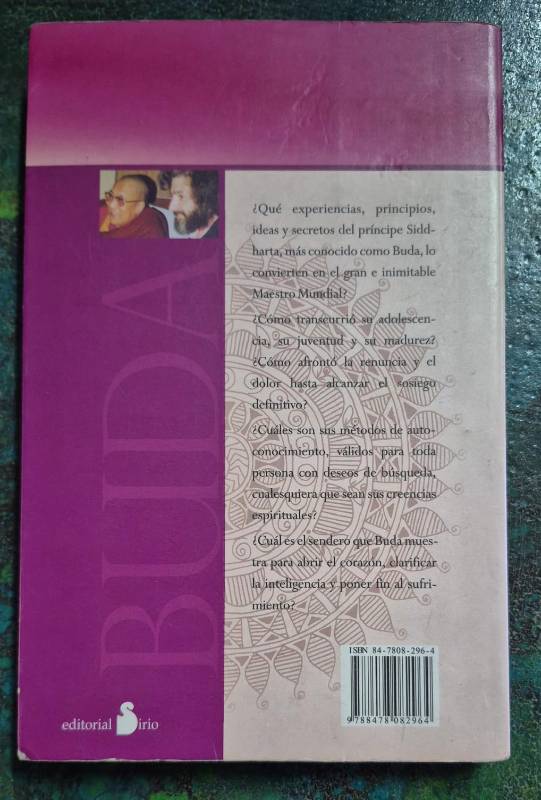 ¿Qué experiencias, principios,
ideas y secretos del príncipe Sidd-
harta, más conocido como Buda, lo
convierten en el gran e inimitable
Maestro Mundial?
¿Cómo transcurrió su adolescen-
cia, su juventud y su madurez?
¿Cómo afrontó la renuncia y el
dolor hasta alcanzar el sosiego
definitivo?
¿Cuáles son sus métodos de auto-
conocimiento, válidos para toda
persona con deseos de búsqueda,
cualesquiera que sean sus creencias
espirituales?
¿Cuál es el sendero que Buda mues-
tra para abrir el corazón, clarificar
la inteligencia y poner fin al sufri-
miento?
BUDA
editorial Sirio
ISBN 84-7808-296-4
9788478082964